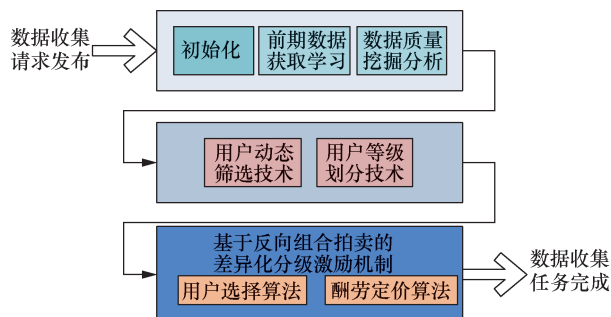 数据收集
请求发布
初始化
前期数据
获取学习
数据质量
挖掘分析
用户动态
筛选技术
用户等级
划分技术
基于反向组合拍卖的
差异化分级激励机制
用户选择算法
酬劳定价算法
数据收集
任务完成